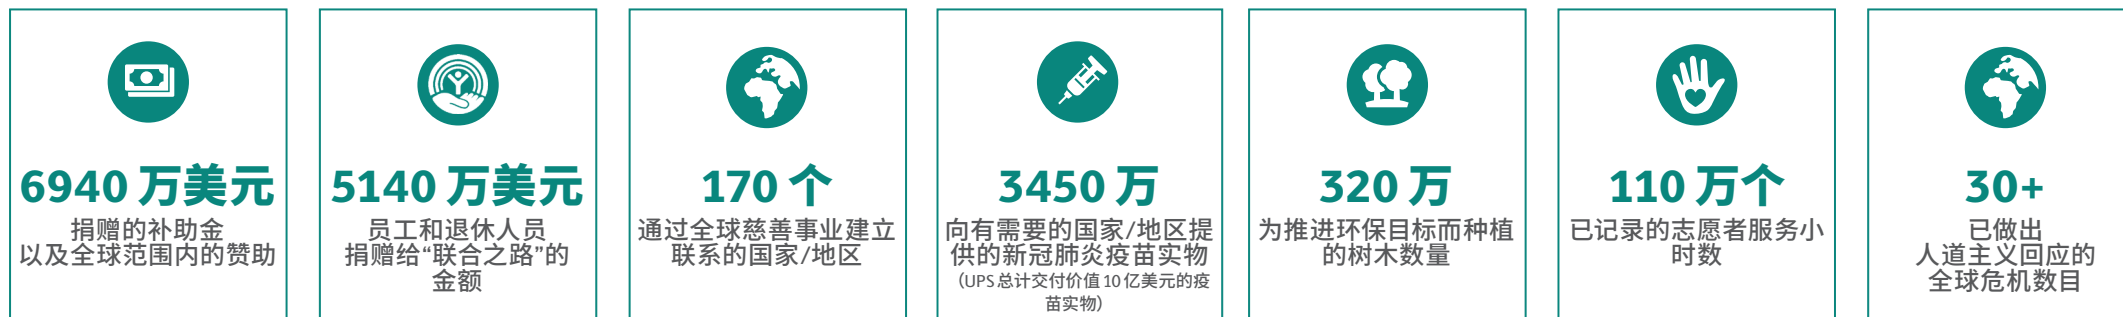 6940 万美元
捐赠的补助金
以及全球范围内的赞助
5140 万美元
员工和退休人员
捐赠给“联合之路”的
金额
170 个
通过全球慈善事业建立
联系的国家/地区
3450 万
向有需要的国家/地区提
供的新冠肺炎疫苗实物
（UPS 总计交付价值 10 亿美元的疫
苗实物）
320 万
为推进环保目标而种植
的树木数量
110 万个
已记录的志愿者服务小
时数
30+
已做出
人道主义回应的
全球危机数目